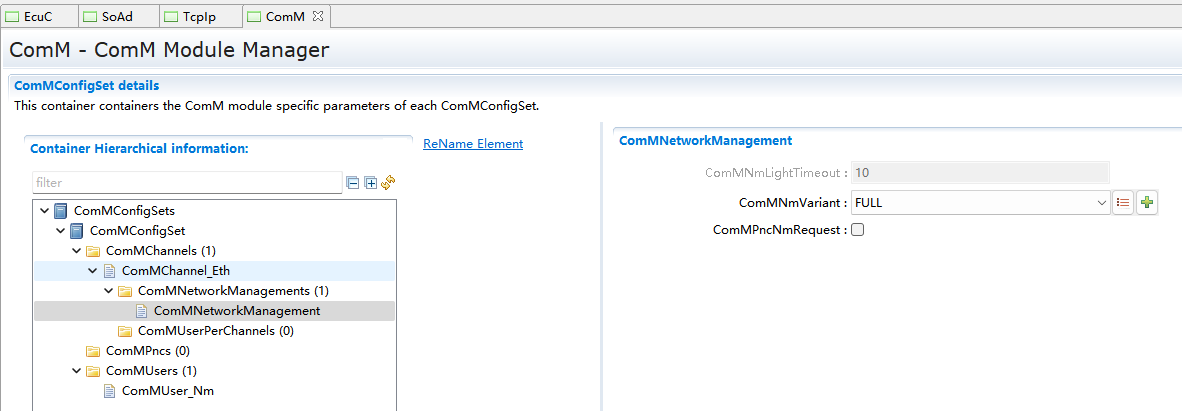 EcuC SoAd TcpIp ComM
ComM - ComM Module Manager
ComMConfigSet details
This container containers the ComM module specific parameters of each ComMConfigSet.
Container Hierarchical information:
ReName Element
filter
ComMConfigSets
ComMConfigSet
ComMChannels (1)
ComMChannel_Eth
ComMNetworkManagements (1)
ComMNetworkManagement
ComMUserPerChannels (0)
ComMPncs (0)
ComMUsers (1)
ComMUser_Nm
ComMNetworkManagement
ComMNmLightTimeout : 10
ComMNmVariant : FULL
ComMPncNmRequest :